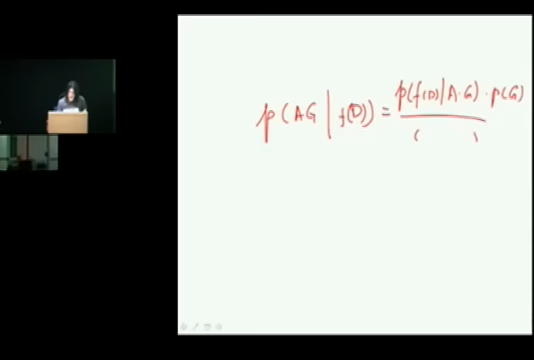 p(AG | f(D)) = p(f(D)|A.G) . p(G)
( )